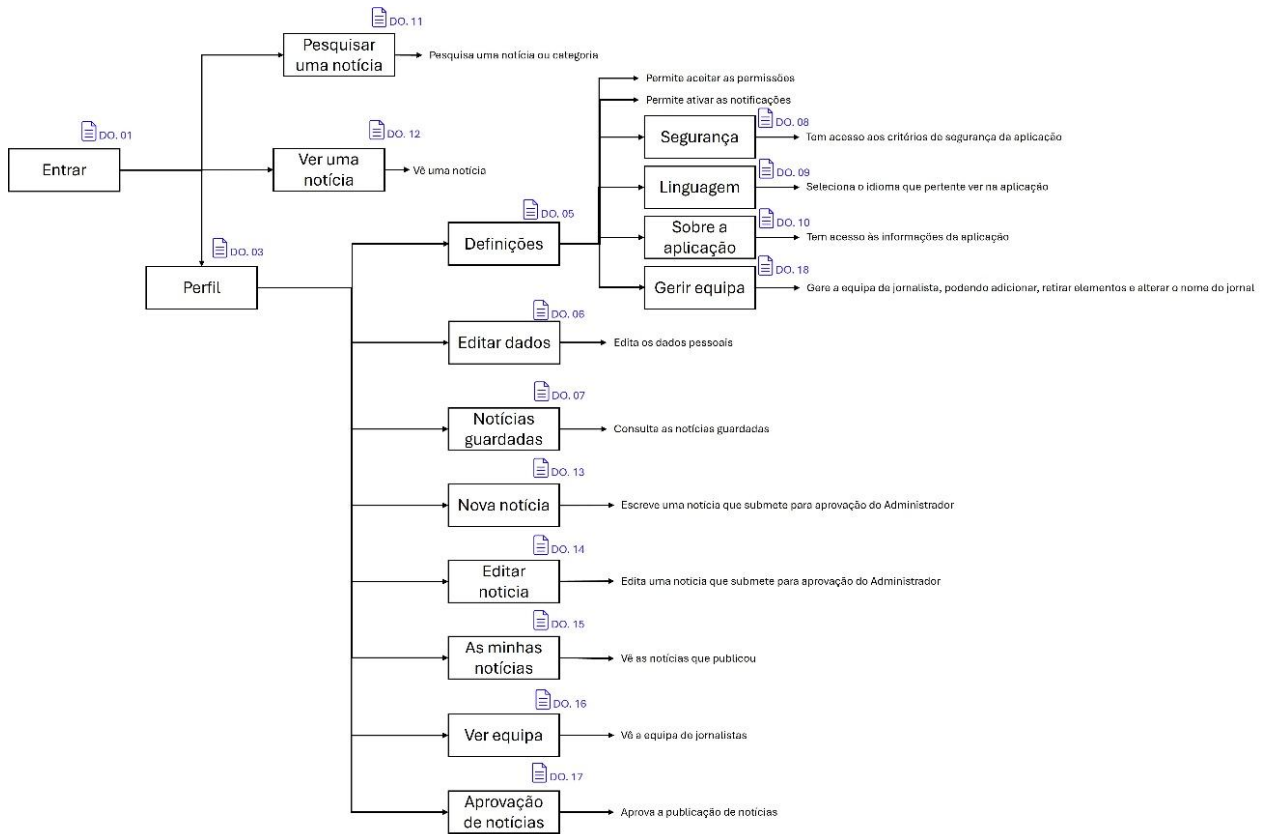 DO. 11
Pesquisar
uma notícia
Pesquisa uma notícia ou categoria
DO. 01
Entrar
DO. 12
Ver uma
notícia
Vê uma notícia
DO. 03
Perfil
DO. 05
Definições
Permite aceitar as permissões
Permite ativar as notificações
DO. 08
Segurança
Tem acesso aos critérios de segurança da aplicação
DO. 09
Linguagem
Seleciona o idioma que pertente ver na aplicação
DO. 10
Sobre a
aplicação
Tem acesso às informações da aplicação
DO. 18
Gerir equipa
Gere a equipa de jornalista, podendo adicionar, retirar elementos e alterar o nome do jornal
DO. 06
Editar dados
Edita os dados pessoais
DO. 07
Notícias
guardadas
Consulta as notícias guardadas
DO. 13
Nova notícia
Escreve uma notícia que submete para aprovação do Administrador
DO. 14
Editar
noticia
Edita uma noticia que submete para aprovação do Administrador
DO. 15
As minhas
notícias
Vê as notícias que publicou
DO. 16
Ver equipa
Vê a equipa de jornalistas
DO. 17
Aprovação
de notícias
Aprova a publicação de notícias